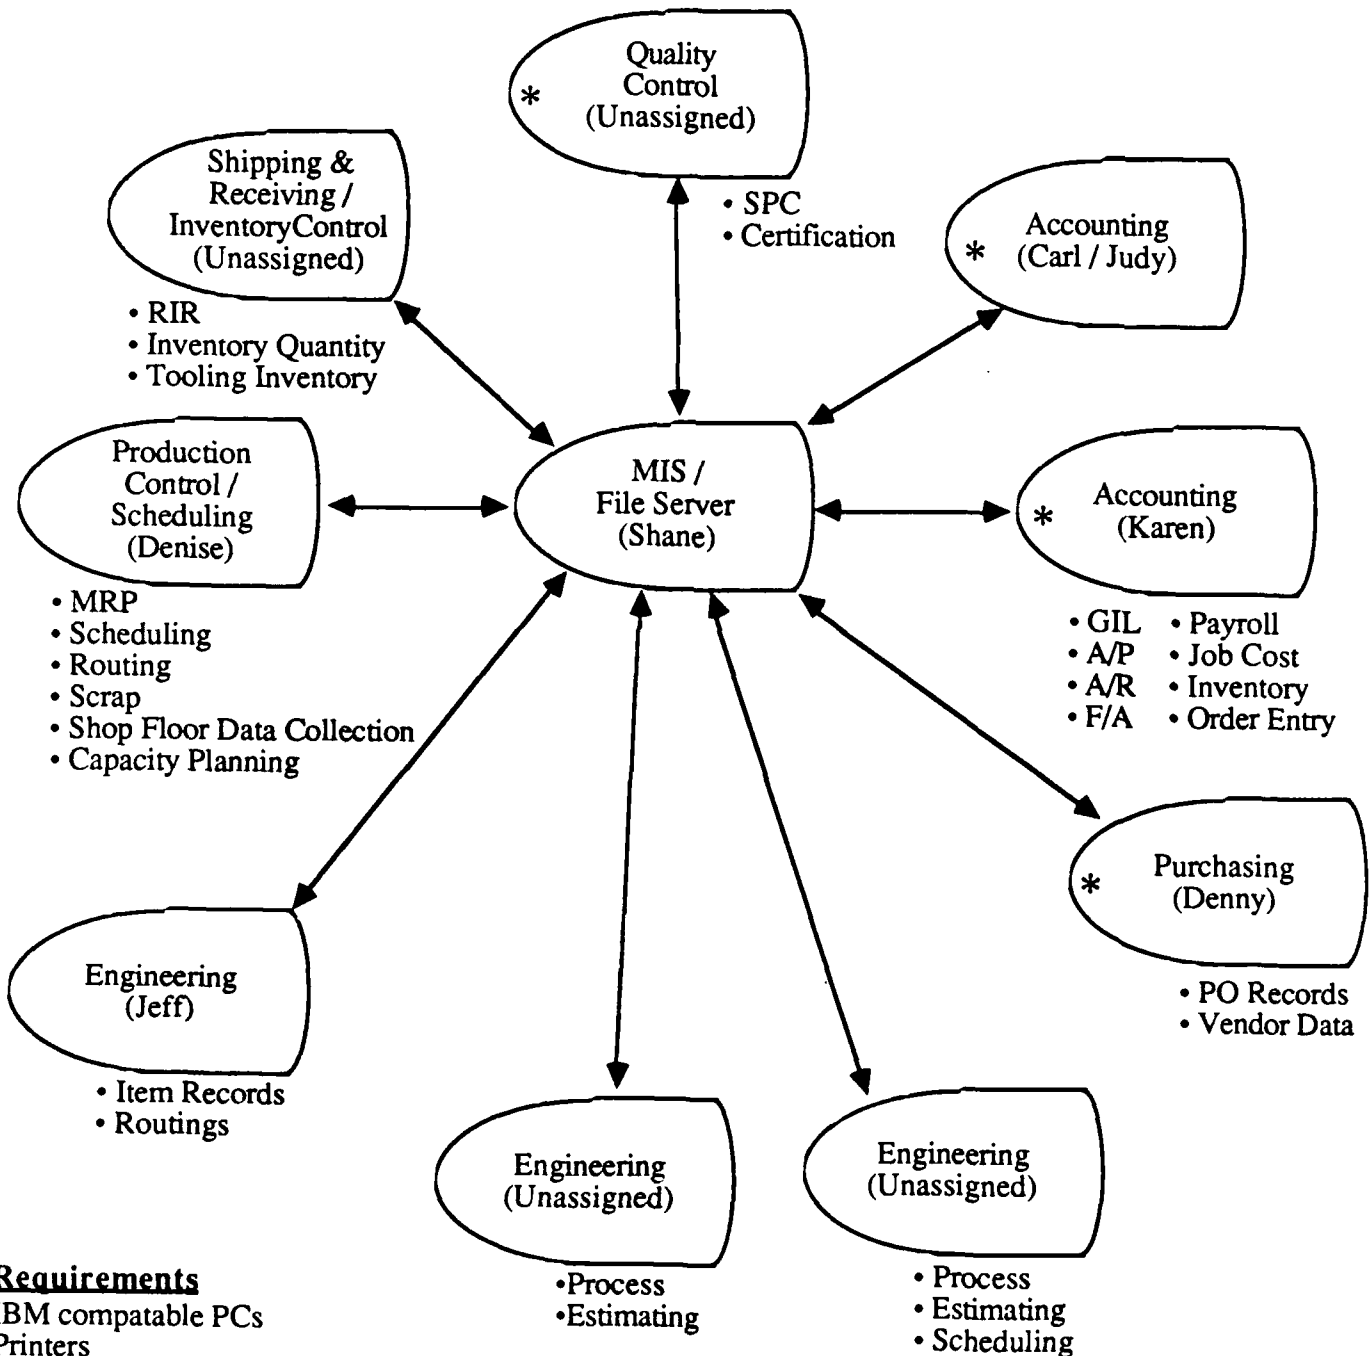 Quality
Control
(Unassigned)
*
• SPC
• Certification
Shipping &
Receiving /
InventoryControl
(Unassigned)
• RIR
• Inventory Quantity
• Tooling Inventory
Accounting
(Carl / Judy)
*
Production
Control /
Scheduling
(Denise)
• MRP
• Scheduling
• Routing
• Scrap
• Shop Floor Data Collection
• Capacity Planning
MIS /
File Server
(Shane)
Accounting
(Karen)
*
• GIL • Payroll
• A/P • Job Cost
• A/R • Inventory
• F/A • Order Entry
Purchasing
(Denny)
*
• PO Records
• Vendor Data
Engineering
(Jeff)
• Item Records
• Routings
Engineering
(Unassigned)
•Process
•Estimating
Engineering
(Unassigned)
• Process
• Estimating
• Scheduling
Requirements
IBM compatable PCs
Printers